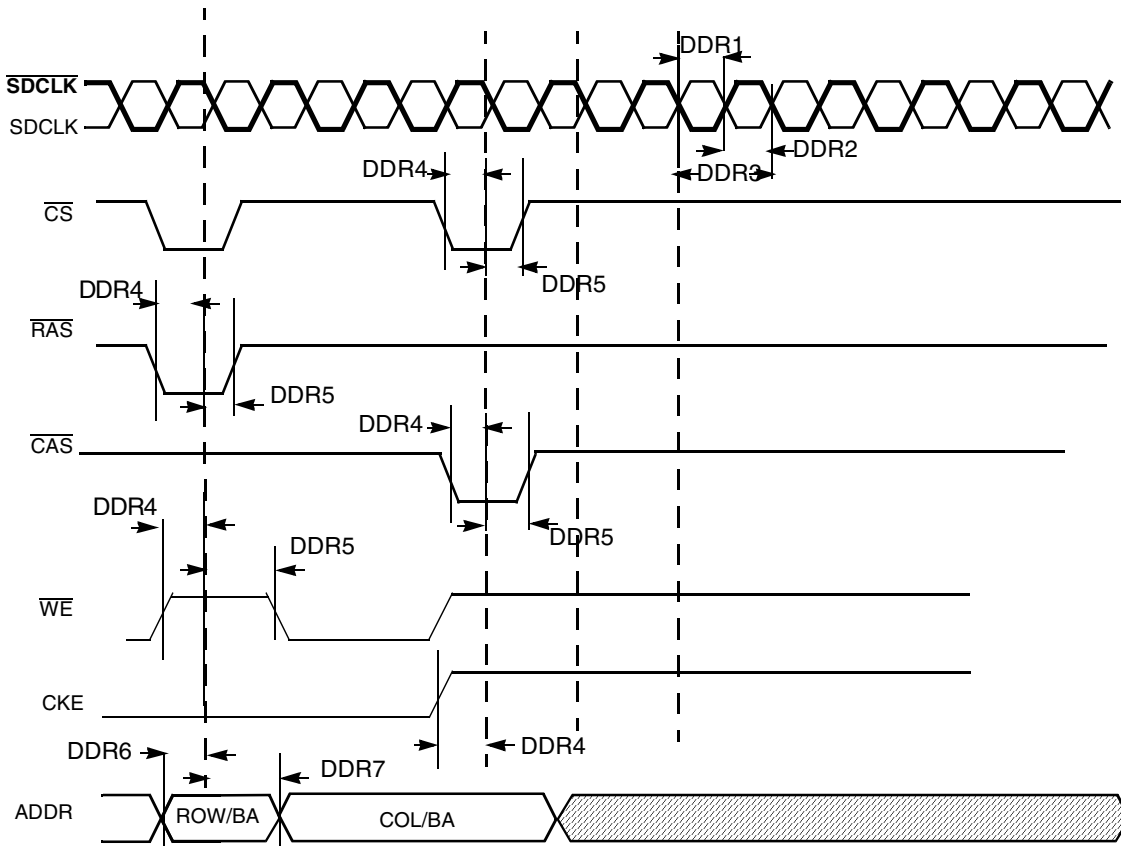 DDR1
SDCLK
SDCLK
DDR2
DDR4
DDR3
CS
DDR5
DDR4
RAS
DDR5
DDR4
CAS
DDR4
DDR5
DDR5
WE
CKE
DDR4
DDR6
DDR7
ADDR
ROW/BA
COL/BA